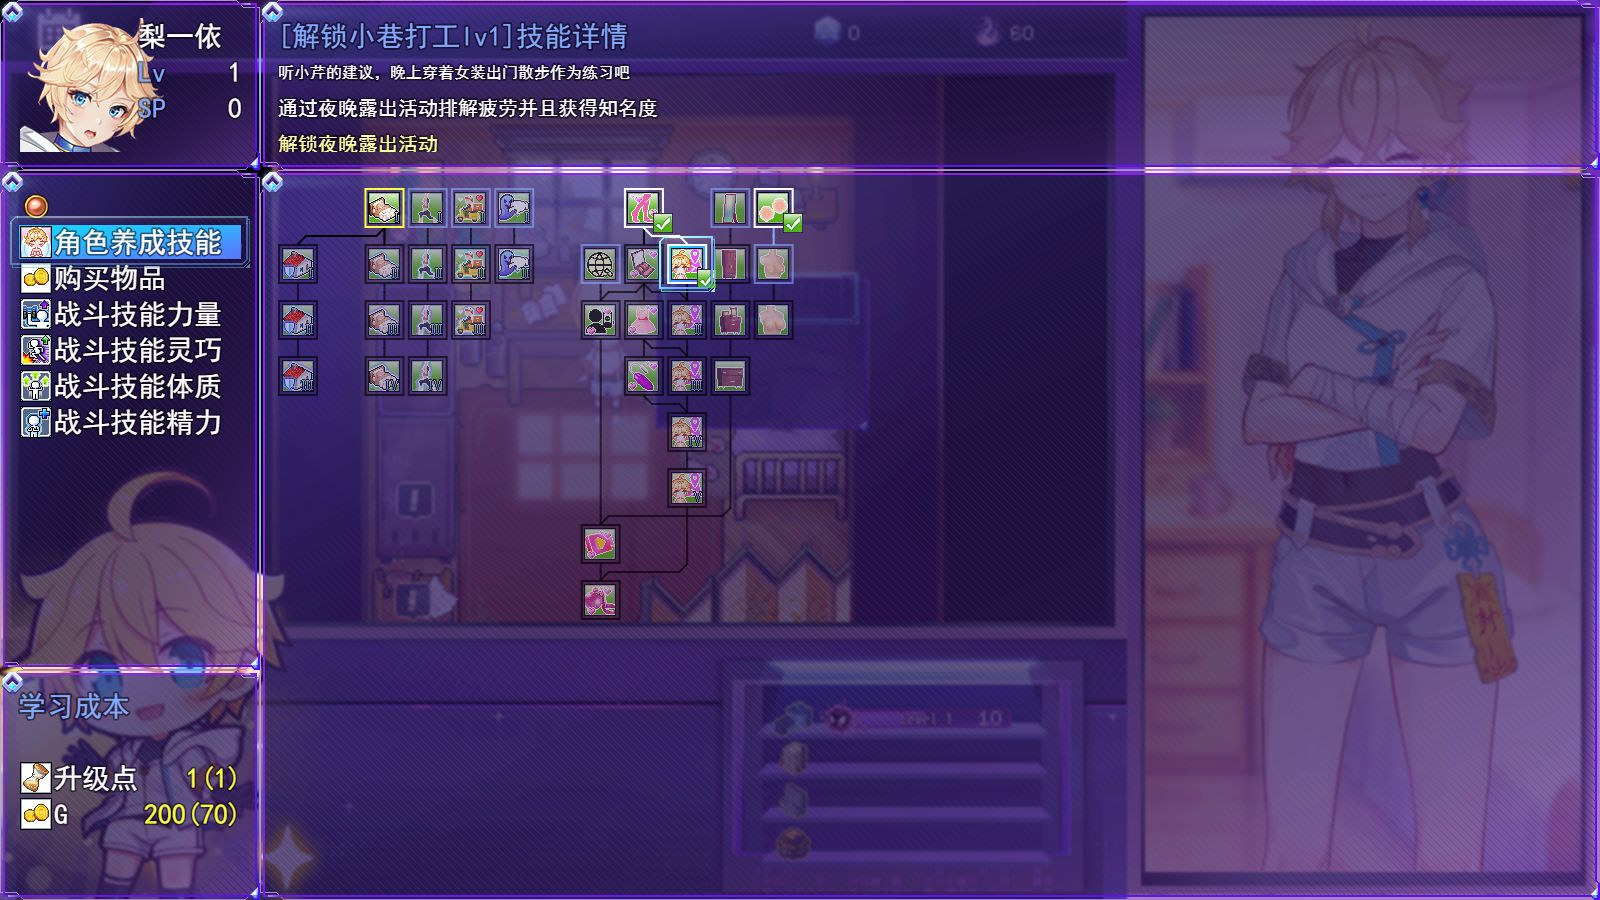 梨一依
Lv 1
SP 0
[解锁小巷打工lv1]技能详情
听小芹的建议，晚上穿着女装出门散步作为练习吧
通过夜晚露出活动排解疲劳并且获得知名度
解锁夜晚露出活动
0
60
角色养成技能
购买物品
战斗技能力量
战斗技能灵巧
战斗技能体质
战斗技能精力
学习成本
升级点 1(1)
G 200(70)
10